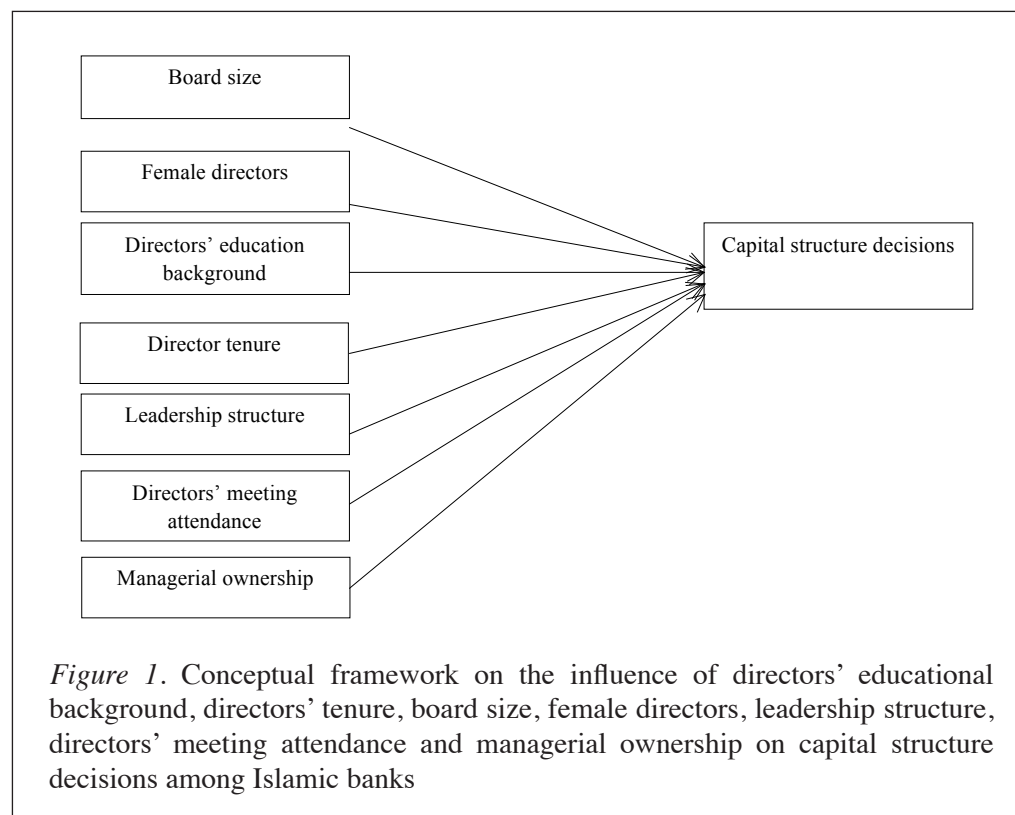 Board size
Female directors
Directors’ education
background
Director tenure
Leadership structure
Directors’ meeting
attendance
Managerial ownership
Capital structure decisions
Figure 1. Conceptual framework on the influence of directors’ educational
background, directors’ tenure, board size, female directors, leadership structure,
directors’ meeting attendance and managerial ownership on capital structure
decisions among Islamic banks